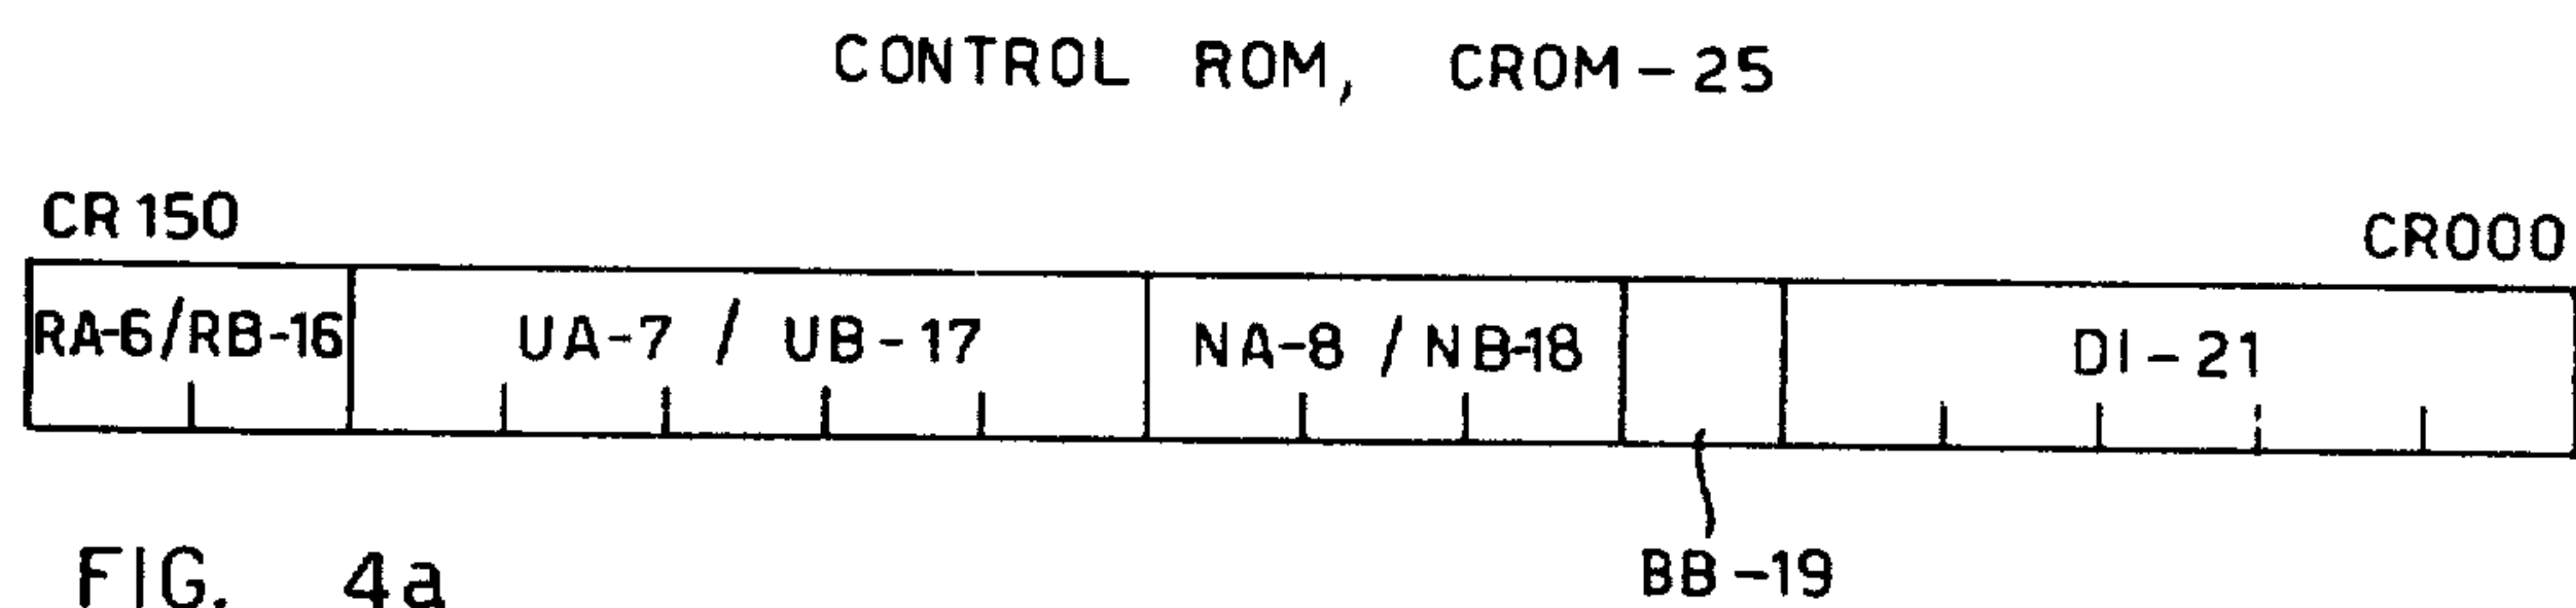 CONTROL ROM, CROM-25
CR150 CR000
RA-6/RB-16 UA-7 / UB-17 NA-8 / NB-18 DI-21
BB-19
FIG. 4a